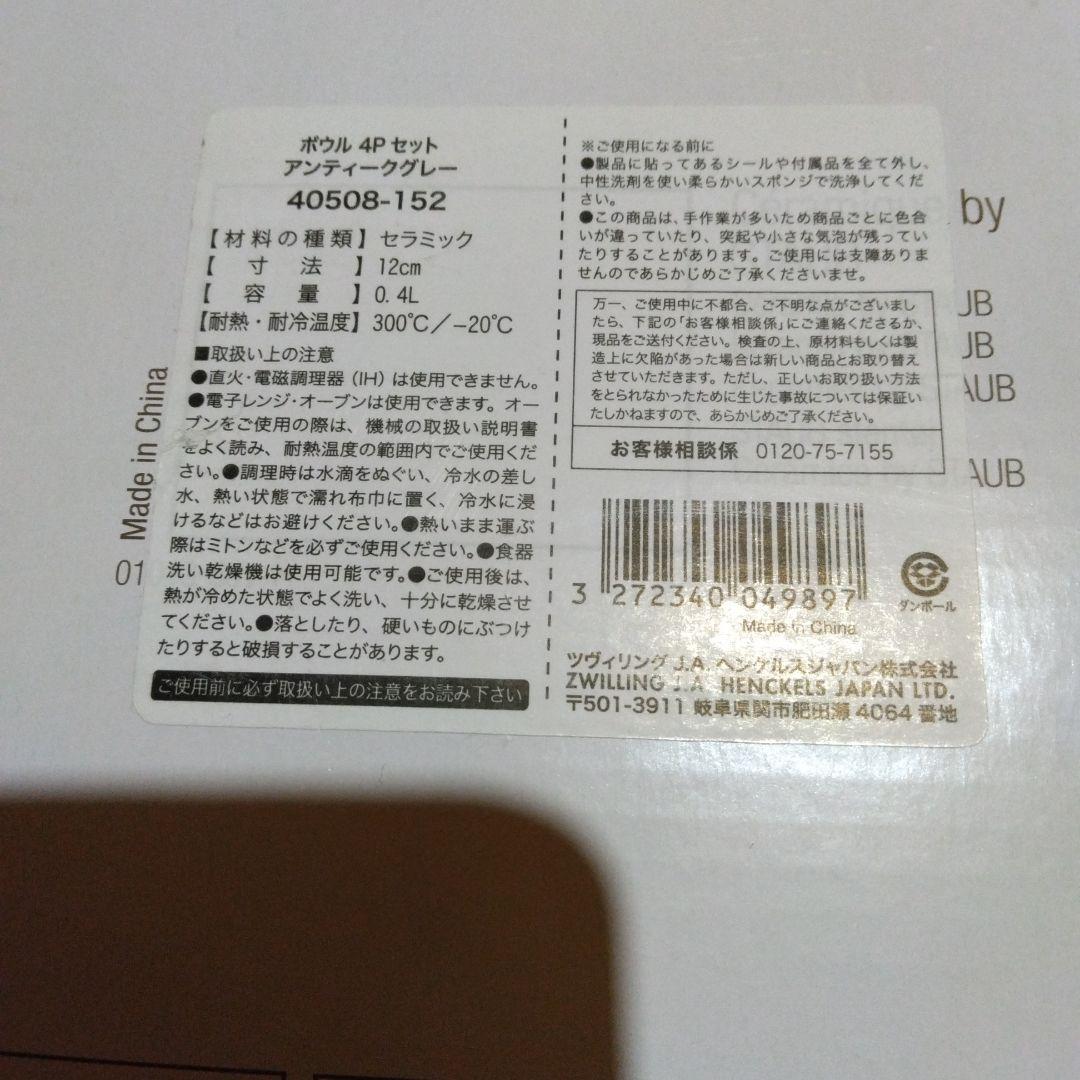 ボウル 4P セット
アンティークグレー
40508-152
【材料の種類】セラミック
【 寸 法 】12cm
【 容 量 】0.4L
【耐熱・耐冷温度】300℃/−20℃
■取扱い上の注意
●直火・電磁調理器（IH）は使用できません。
●電子レンジ・オーブンは使用できます。オー
ブンをご使用の際は、機械の取扱い説明書
をよく読み、耐熱温度の範囲内でご使用くだ
さい。●調理時は水滴をぬぐい、冷水の差し
水、熱い状態で濡れ布巾に置く、冷水に浸
けるなどはお避けください。●熱いまま運ぶ
際はミトンなどを必ずご使用ください。●食器
洗い乾燥機は使用可能です。●ご使用後は、
熱が冷めた状態でよく洗い、十分に乾燥させ
てください。●落としたり、硬いものにぶつけ
たりすると破損することがあります。
ご使用前に必ず取扱い上の注意をお読み下さい
※ご使用になる前に
●製品に貼ってあるシールや付属品を全て外し、
中性洗剤を使い柔らかいスポンジで洗浄してくだ
さい。
●この商品は、手作業が多いため商品ごとに色合
いが違っていたり、突起や小さな気泡が残ってい
たりすることがあります。ご使用には支障ありま
せんのであらかじめご了承くださいませ。
万一、ご使用中に不都合、ご不明な点がございまし
たら、下記の「お客様相談係」にご連絡くださるか、
現品をご送付ください。検査の上、原材料もしくは製
造上に欠陥があった場合は新しい商品とお取り替え
させていただきます。ただし、正しいお取り扱い方法
をとられなかったために生じた事故については保証い
たしかねますので、あらかじめご了承ください。
お客様相談係 0120-75-7155
3 272340 049897
Made in China
ダンボール
ツヴィリング J.A. ヘンケルスジャパン株式会社
ZWILLING J.A. HENCKELS JAPAN LTD.
〒501-3911 岐阜県関市肥田瀬 4064 番地
01 Made in China
by
UB
UB
AUB
AUB